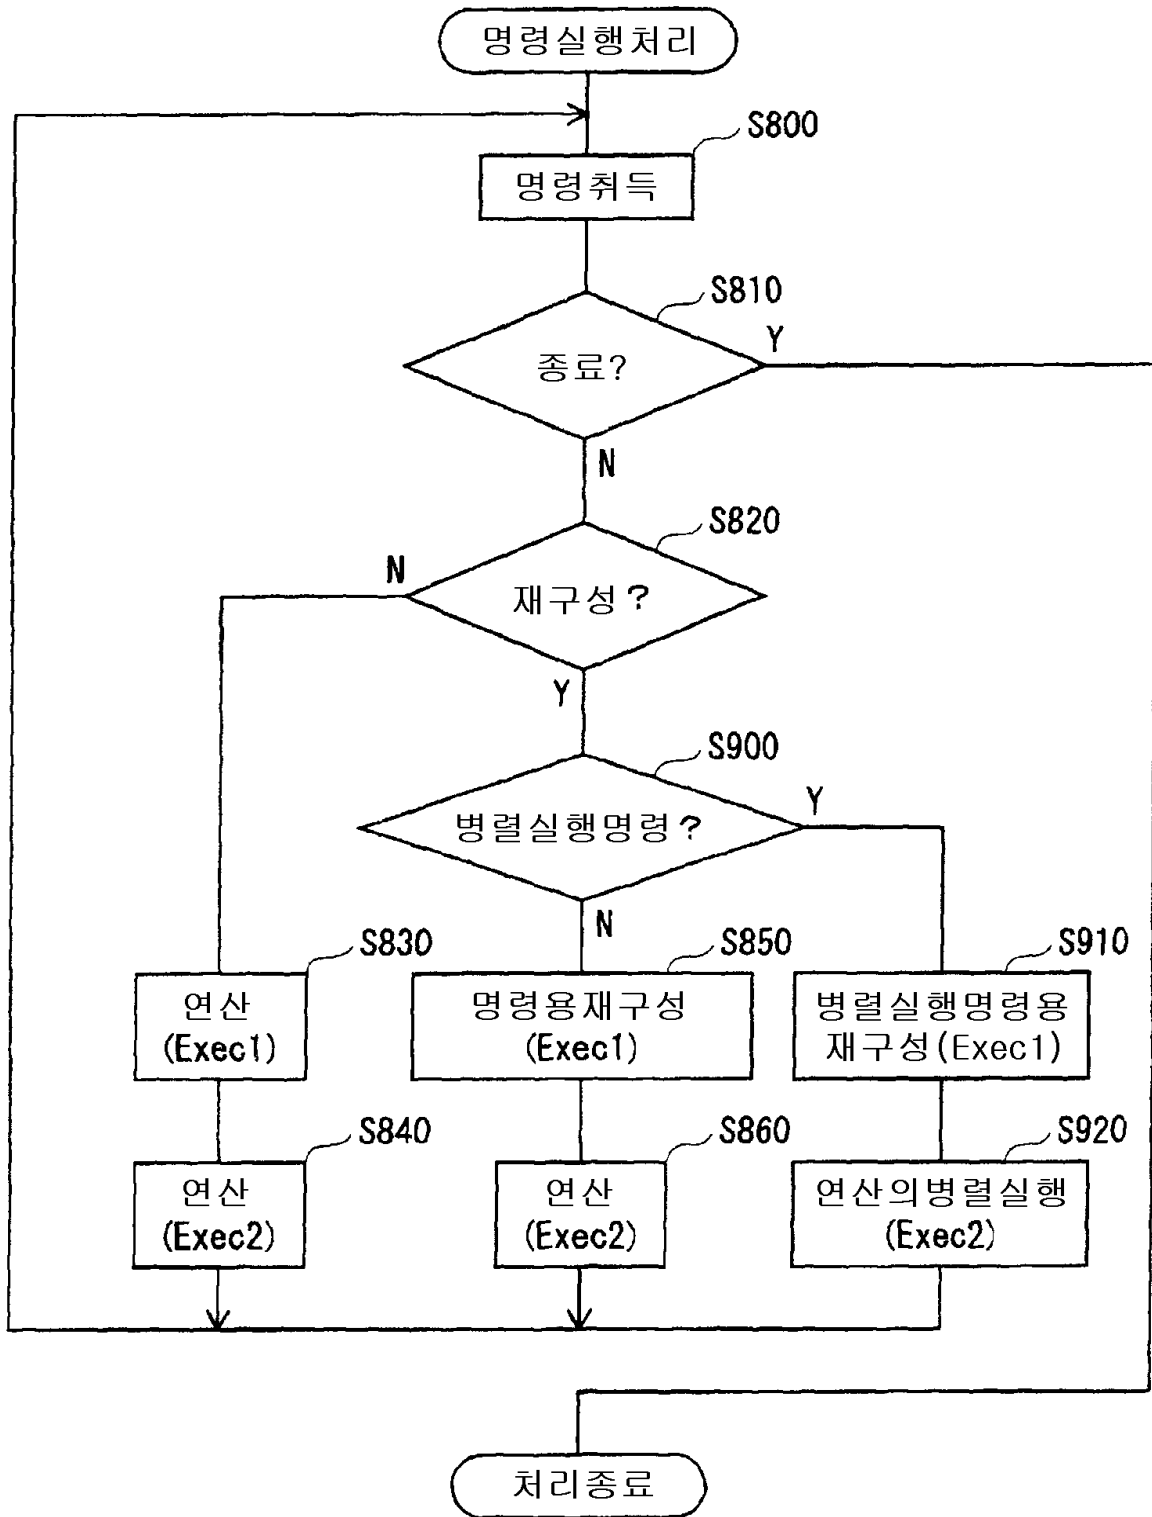 명령실행처리
S800
명령취득
S810
종료?
Y
N
S820
재구성?
N
Y
S900
병렬실행명령?
Y
N
S830
연산
(Exec1)
S850
명령용재구성
(Exec1)
S910
병렬실행명령용
재구성(Exec1)
S840
연산
(Exec2)
S860
연산
(Exec2)
S920
연산의병렬실행
(Exec2)
처리종료